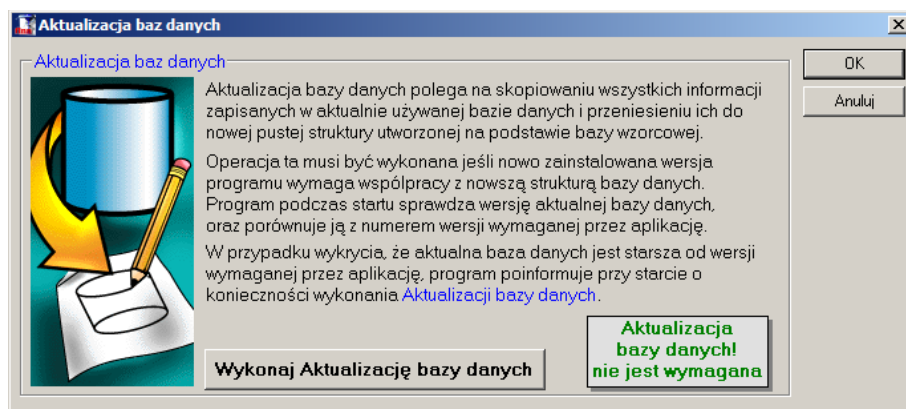 Aktualizacja baz danych
Aktualizacja baz danych
OK
Anuluj
Aktualizacja bazy danych polega na skopiowaniu wszystkich informacji
zapisanych w aktualnie używanej bazie danych i przeniesieniu ich do
nowej pustej struktury utworzonej na podstawie bazy wzorcowej.
Operacja ta musi być wykonana jeśli nowo zainstalowana wersja
programu wymaga współpracy z nowszą strukturą bazy danych.
Program podczas startu sprawdza wersję aktualnej bazy danych,
oraz porównuje ją z numerem wersji wymaganej przez aplikację.
W przypadku wykrycia, że aktualna baza danych jest starsza od wersji
wymaganej przez aplikację, program poinformuje przy starcie o
konieczności wykonania Aktualizacji bazy danych.
Wykonaj Aktualizację bazy danych
Aktualizacja
bazy danych!
nie jest wymagana